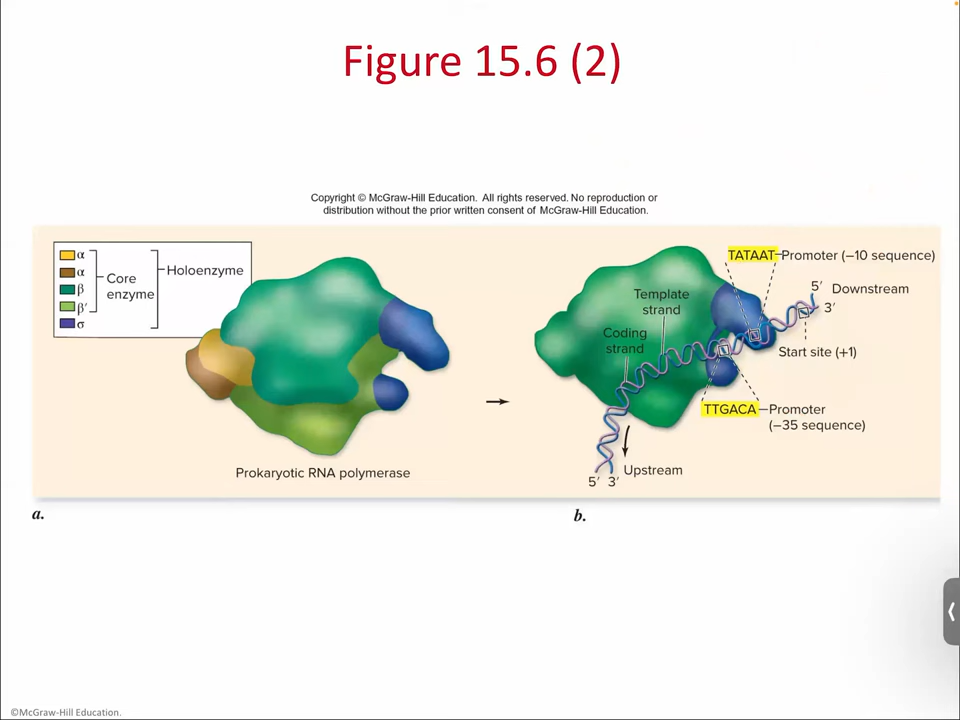 Figure 15.6 (2)
Copyright © McGraw-Hill Education. All rights reserved. No reproduction or
distribution without the prior written consent of McGraw-Hill Education.
α
α
β
β′
σ
Core
enzyme
Holoenzyme
Prokaryotic RNA polymerase
TATAAT
Promoter (−10 sequence)
5′ Downstream
3′
Template
strand
Coding
strand
Start site (+1)
TTGACA
Promoter
(−35 sequence)
Upstream
5′ 3′
a.
b.
©McGraw-Hill Education.